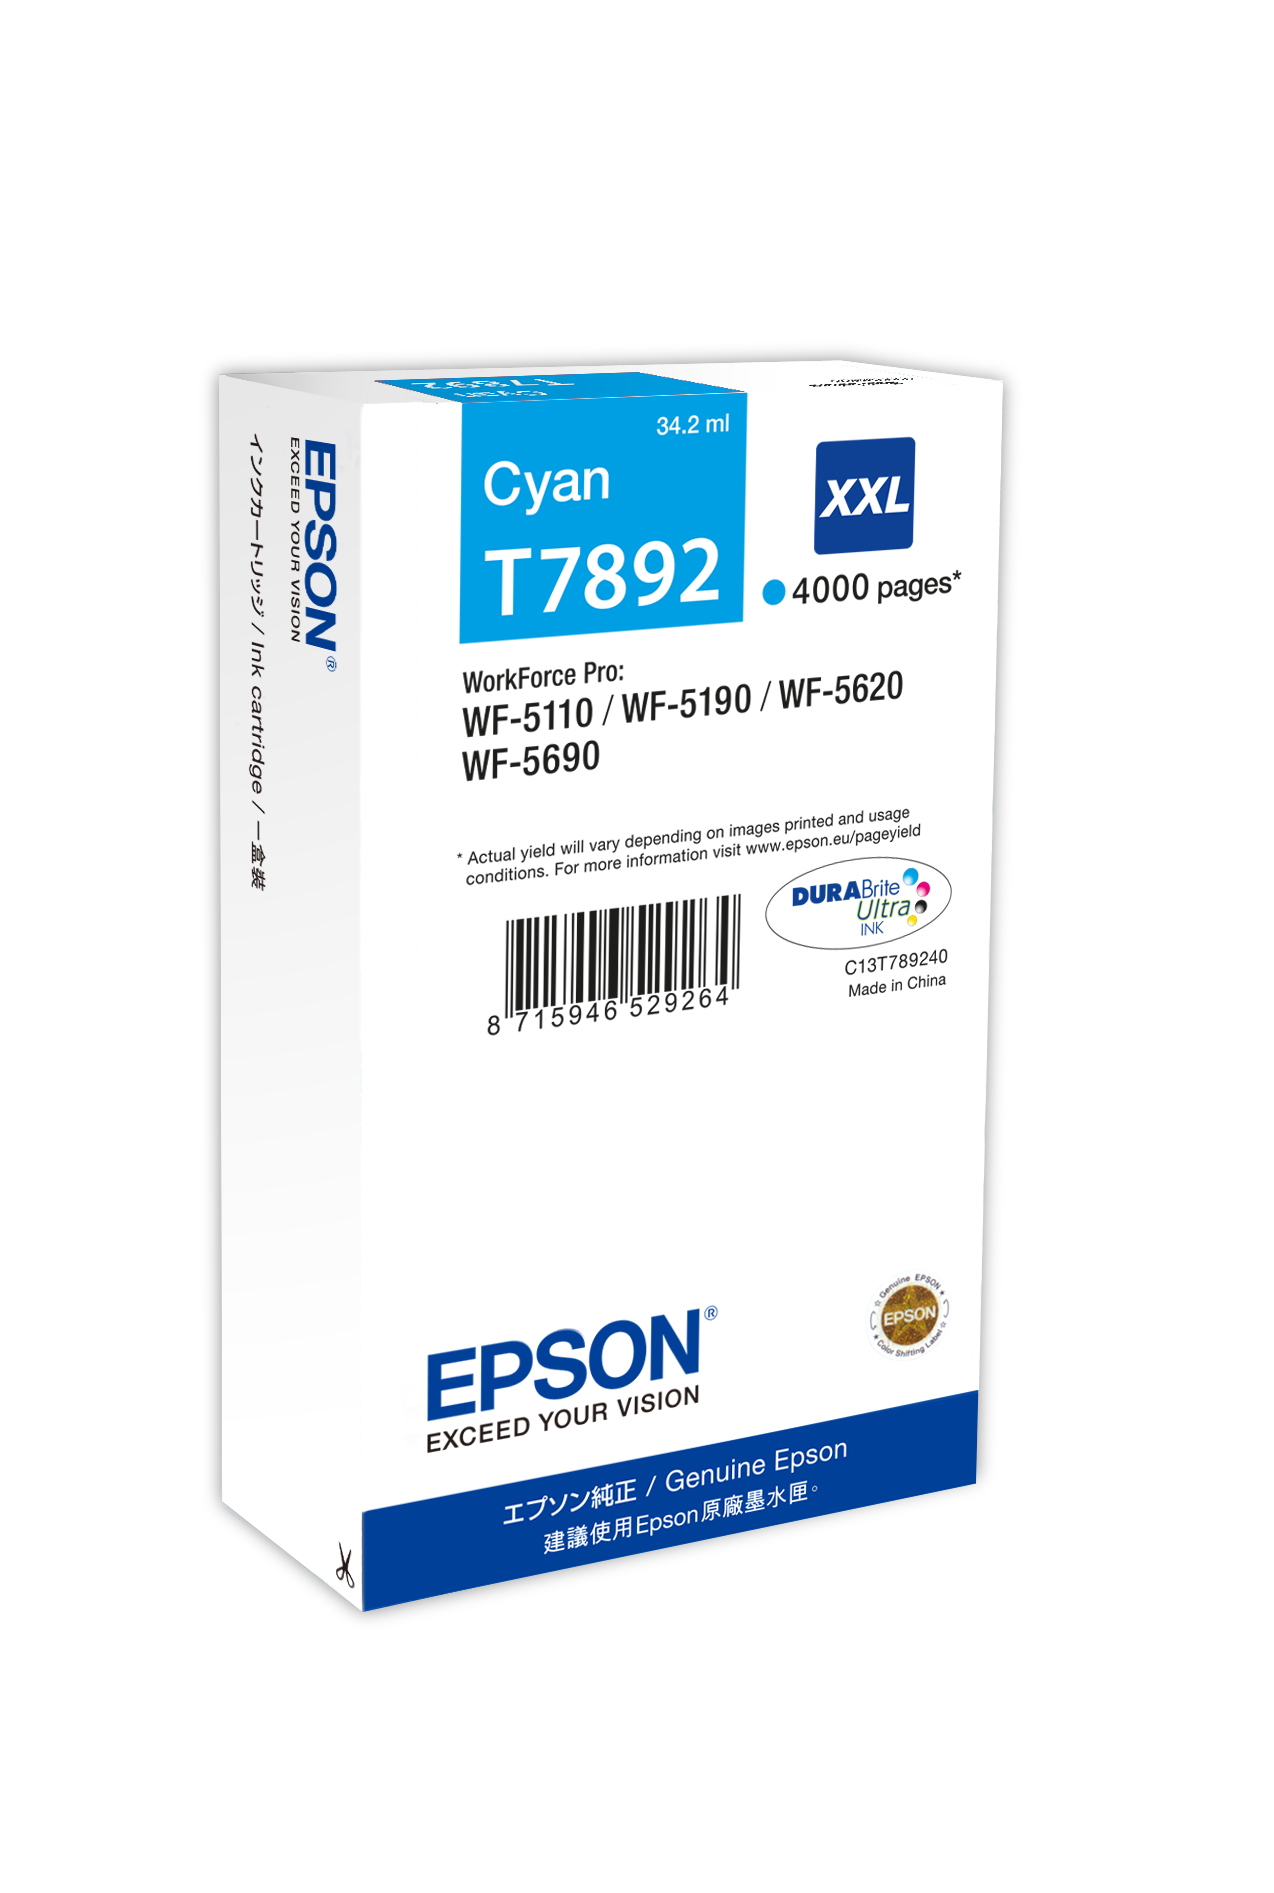 Cyan
T7892
34.2 ml
Cyan
T7892
XXL
4000 pages*
WorkForce Pro:
WF-5110 / WF-5190 / WF-5620
WF-5690
* Actual yield will vary depending on images printed and usage
conditions. For more information visit www.epson.eu/pageyield
DURABrite
Ultra
INK
C13T789240
Made in China
8 715946 529264
Genuine EPSON
EPSON
Color Shifting Label
EPSON®
EXCEED YOUR VISION
エプソン純正 / Genuine Epson
建議使用Epson原廠墨水匣。
EPSON®
EXCEED YOUR VISION
インクカートリッジ / Ink cartridge / 一盒裝